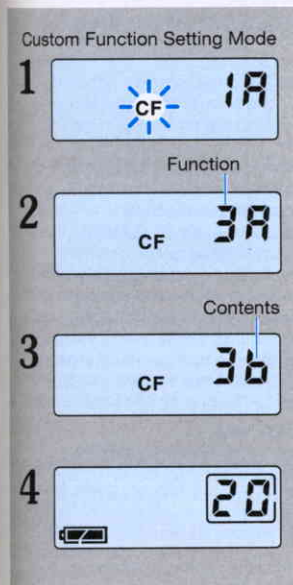 Custom Function Setting Mode
1
CF 1A
Function
2
CF 3A
Contents
3
CF 3b
4
20